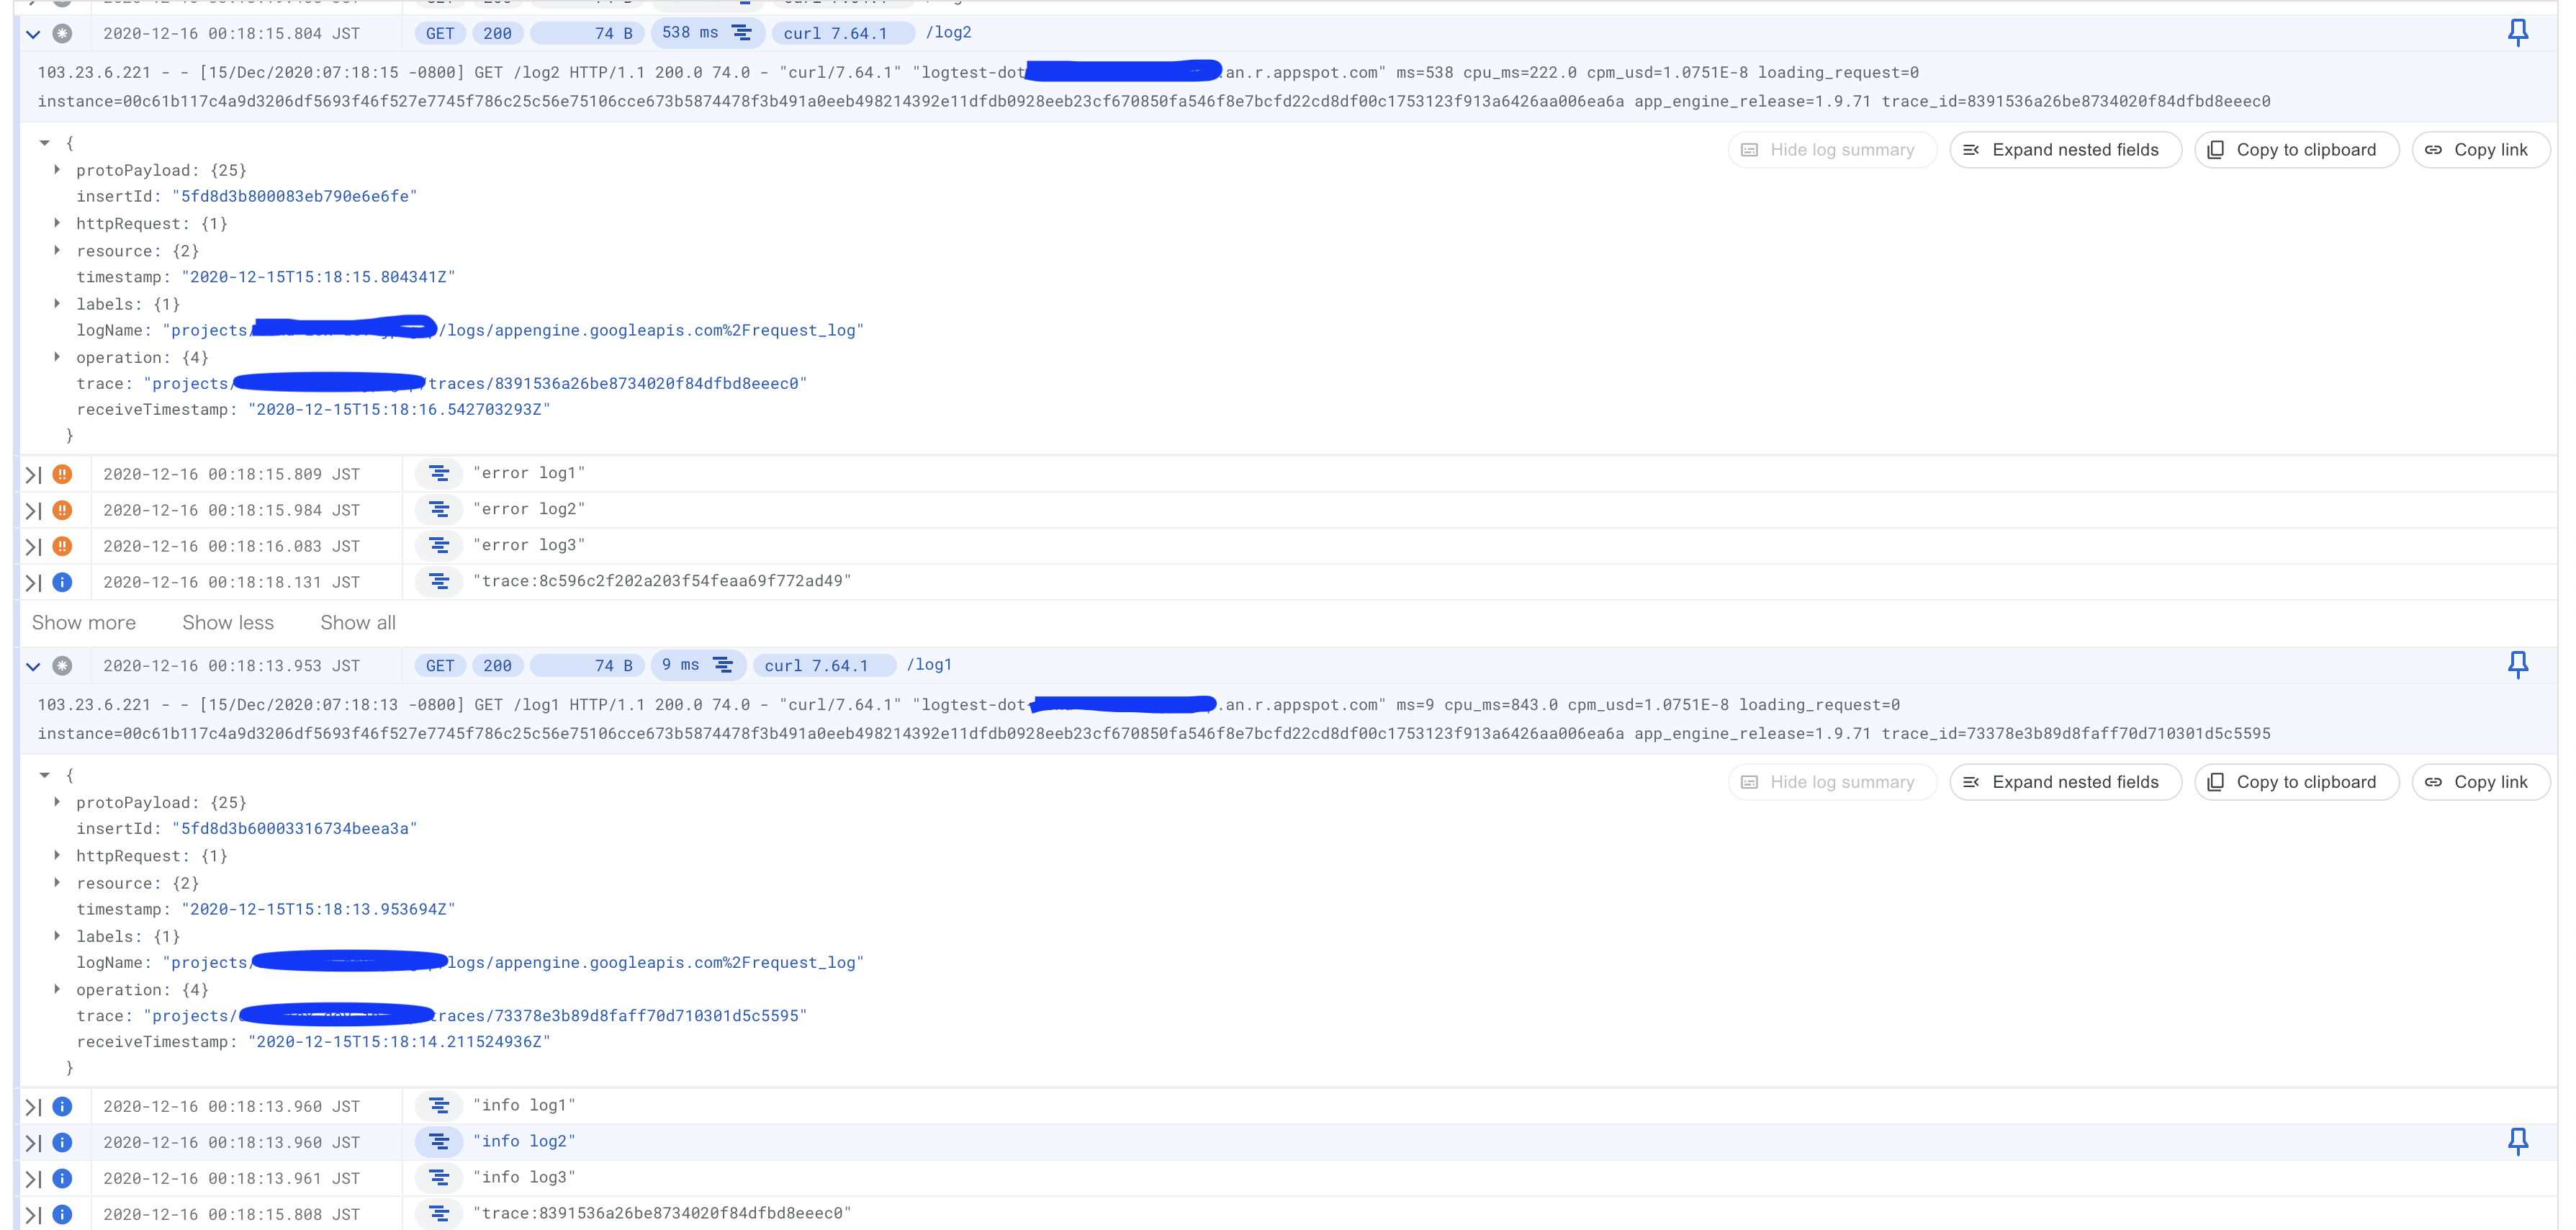 2020-12-16 00:18:15.804 JST GET 200 74 B 538 ms curl 7.64.1 /log2
103.23.6.221 - - [15/Dec/2020:07:18:15 -0800] GET /log2 HTTP/1.1 200.0 74.0 - "curl/7.64.1" "logtest-dot .an.r.appspot.com" ms=538 cpu_ms=222.0 cpm_usd=1.0751E-8 loading_request=0
instance=00c61b117c4a9d3206df5693f46f527e7745f786c25c56e75106cce673b5874478f3b491a0eeb498214392e11dfdb0928eeb23cf670850fa546f8e7bcfd22cd8df00c1753123f913a6426aa006ea6a app_engine_release=1.9.71 trace_id=8391536a26be8734020f84dfbd8eeec0
{
Hide log summary Expand nested fields Copy to clipboard Copy link
protoPayload: {25}
insertId: "5fd8d3b800083eb790e6e6fe"
httpRequest: {1}
resource: {2}
timestamp: "2020-12-15T15:18:15.804341Z"
labels: {1}
logName: "projects/ /logs/appengine.googleapis.com%2Frequest_log"
operation: {4}
trace: "projects/ /traces/8391536a26be8734020f84dfbd8eeec0"
receiveTimestamp: "2020-12-15T15:18:16.542703293Z"
}
2020-12-16 00:18:15.809 JST "error log1"
2020-12-16 00:18:15.984 JST "error log2"
2020-12-16 00:18:16.083 JST "error log3"
2020-12-16 00:18:18.131 JST "trace:8c596c2f202a203f54feaa69f772ad49"
Show more Show less Show all
2020-12-16 00:18:13.953 JST GET 200 74 B 9 ms curl 7.64.1 /log1
103.23.6.221 - - [15/Dec/2020:07:18:13 -0800] GET /log1 HTTP/1.1 200.0 74.0 - "curl/7.64.1" "logtest-dot- .an.r.appspot.com" ms=9 cpu_ms=843.0 cpm_usd=1.0751E-8 loading_request=0
instance=00c61b117c4a9d3206df5693f46f527e7745f786c25c56e75106cce673b5874478f3b491a0eeb498214392e11dfdb0928eeb23cf670850fa546f8e7bcfd22cd8df00c1753123f913a6426aa006ea6a app_engine_release=1.9.71 trace_id=73378e3b89d8faff70d710301d5c5595
{
Hide log summary Expand nested fields Copy to clipboard Copy link
protoPayload: {25}
insertId: "5fd8d3b60003316734beea3a"
httpRequest: {1}
resource: {2}
timestamp: "2020-12-15T15:18:13.953694Z"
labels: {1}
logName: "projects/ logs/appengine.googleapis.com%2Frequest_log"
operation: {4}
trace: "projects/ traces/73378e3b89d8faff70d710301d5c5595"
receiveTimestamp: "2020-12-15T15:18:14.211524936Z"
}
2020-12-16 00:18:13.960 JST "info log1"
2020-12-16 00:18:13.960 JST "info log2"
2020-12-16 00:18:13.961 JST "info log3"
2020-12-16 00:18:15.808 JST "trace:8391536a26be8734020f84dfbd8eeec0"